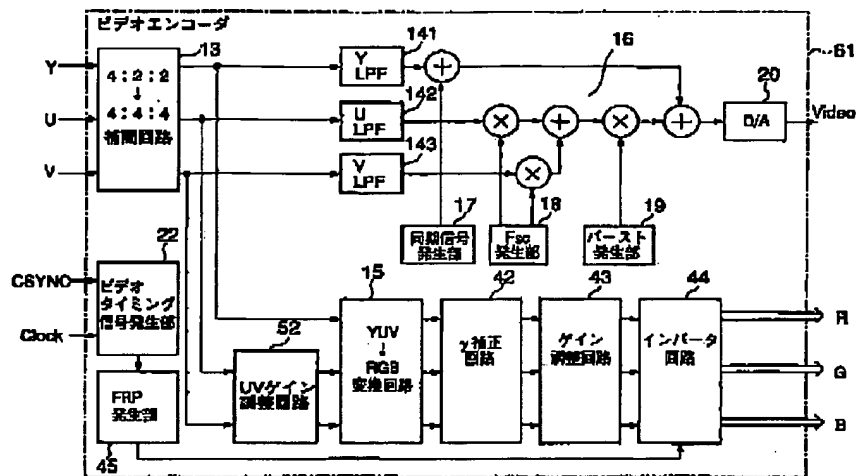 ビデオエンコーダ
13
141
16
61
Y
4:2:2
↓
4:4:4
補間回路
Y
LPF
142
20
U
U
LPF
D/A
Video
143
V
V
LPF
17
18
19
同期信号
発生部
Fsc
発生部
バースト
発生部
22
CSYNC
ビデオ
タイミング
信号発生部
Clock
15
42
43
44
52
YUV
↓
RGB
変換回路
γ補正
回路
ゲイン
調整回路
インバータ
回路
R
G
B
UVゲイン
調整回路
FRP
発生部
45